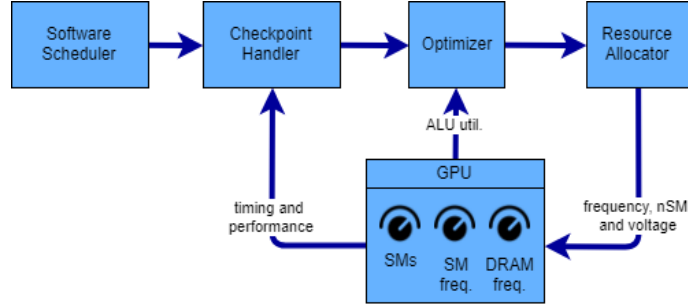 Software
Scheduler
Checkpoint
Handler
Optimizer
Resource
Allocator
ALU util.
GPU
timing and
performance
frequency, nSM
and voltage
SMs
SM
freq.
DRAM
freq.